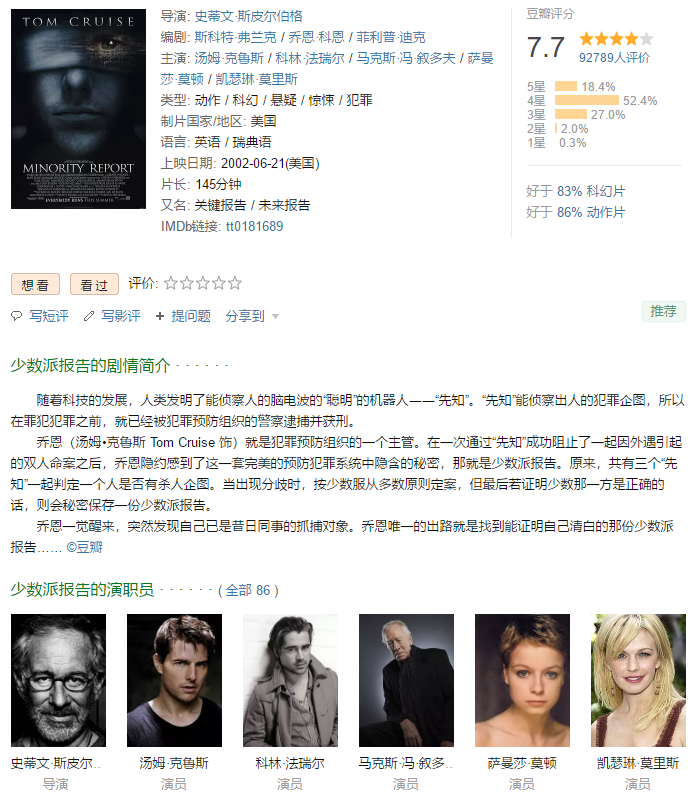 TOM CRUISE
MINORITY REPORT
EVERYBODY RUNS THIS SUMMER
导演: 史蒂文·斯皮尔伯格
编剧: 斯科特·弗兰克 / 乔恩·科恩 / 菲利普·迪克
主演: 汤姆·克鲁斯 / 科林·法瑞尔 / 马克斯·冯·叙多夫 / 萨曼
莎·莫顿 / 凯瑟琳·莫里斯
类型: 动作 / 科幻 / 悬疑 / 惊悚 / 犯罪
制片国家/地区: 美国
语言: 英语 / 瑞典语
上映日期: 2002-06-21(美国)
片长: 145分钟
又名: 关键报告 / 未来报告
IMDb链接: tt0181689
豆瓣评分
7.7
92789人评价
5星 18.4%
4星 52.4%
3星 27.0%
2星 2.0%
1星 0.3%
好于 83% 科幻片
好于 86% 动作片
想看 看过 评价:
写短评 写影评 提问题 分享到
推荐
少数派报告的剧情简介 · · · · · ·
随着科技的发展，人类发明了能侦察人的脑电波的“聪明”的机器人——“先知”。“先知”能侦察出人的犯罪企图，所以
在罪犯犯罪之前，就已经被犯罪预防组织的警察逮捕并获刑。
乔恩（汤姆•克鲁斯 Tom Cruise 饰）就是犯罪预防组织的一个主管。在一次通过“先知”成功阻止了一起因外遇引起
的双人命案之后，乔恩隐约感到了这一套完美的预防犯罪系统中隐含的秘密，那就是少数派报告。原来，共有三个“先
知”一起判定一个人是否有杀人企图。当出现分歧时，按少数服从多数原则定案，但最后若证明少数那一方是正确的
话，则会秘密保存一份少数派报告。
乔恩一觉醒来，突然发现自己已是昔日同事的抓捕对象。乔恩唯一的出路就是找到能证明自己清白的那份少数派
报告…… ©豆瓣
少数派报告的演职员 · · · · · · ( 全部 86 )
史蒂文·斯皮尔.. 汤姆·克鲁斯 科林·法瑞尔 马克斯·冯·叙多.. 萨曼莎·莫顿 凯瑟琳·莫里斯
导演 演员 演员 演员 演员 演员